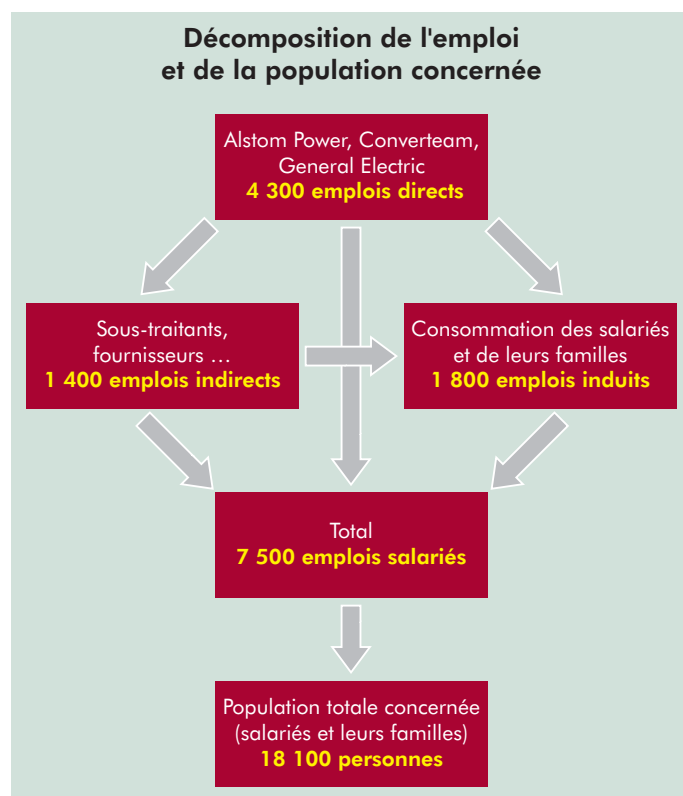 Décomposition de l'emploi
et de la population concernée
Alstom Power, Converteam,
General Electric
4 300 emplois directs
Sous-traitants,
fournisseurs ...
1 400 emplois indirects
Consommation des salariés
et de leurs familles
1 800 emplois induits
Total
7 500 emplois salariés
Population totale concernée
(salariés et leurs familles)
18 100 personnes